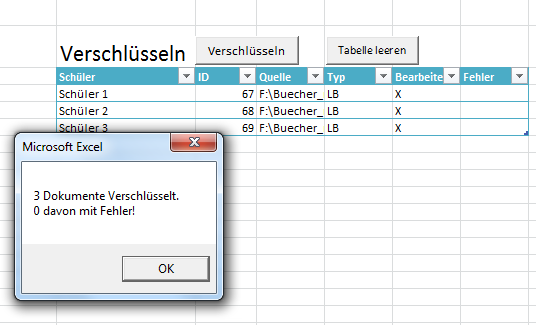 Verschlüsseln Verschlüsseln Tabelle leeren
Schüler ID Quelle Typ Bearbeite Fehler
Schüler 1 67 F:\Buecher_ LB X
Schüler 2 68 F:\Buecher_ LB X
Schüler 3 69 F:\Buecher_ LB X
Microsoft Excel
3 Dokumente Verschlüsselt.
0 davon mit Fehler!
OK